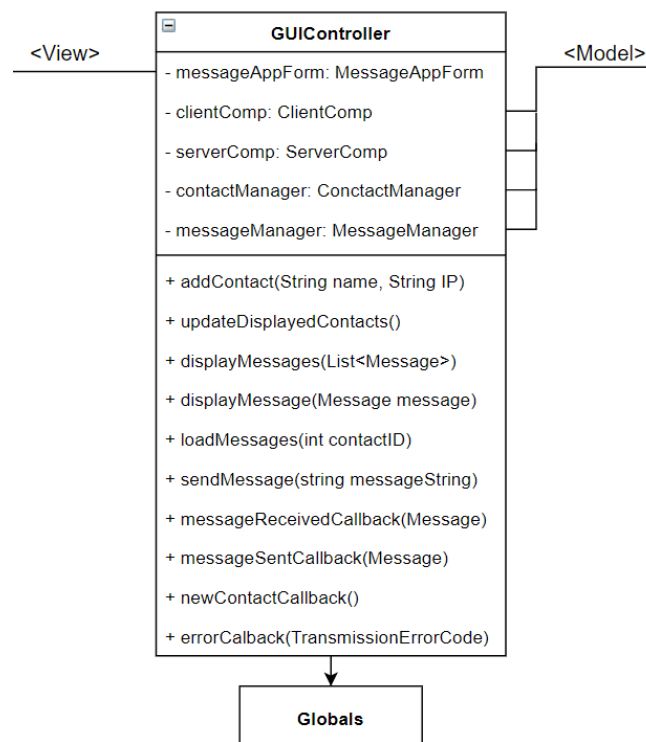 GUIController
<View>
<Model>
- messageAppForm: MessageAppForm
- clientComp: ClientComp
- serverComp: ServerComp
- contactManager: ConctactManager
- messageManager: MessageManager
+ addContact(String name, String IP)
+ updateDisplayedContacts()
+ displayMessages(List<Message>)
+ displayMessage(Message message)
+ loadMessages(int contactID)
+ sendMessage(string messageString)
+ messageReceivedCallback(Message)
+ messageSentCallback(Message)
+ newContactCallback()
+ errorCalback(TransmissionErrorCode)
Globals